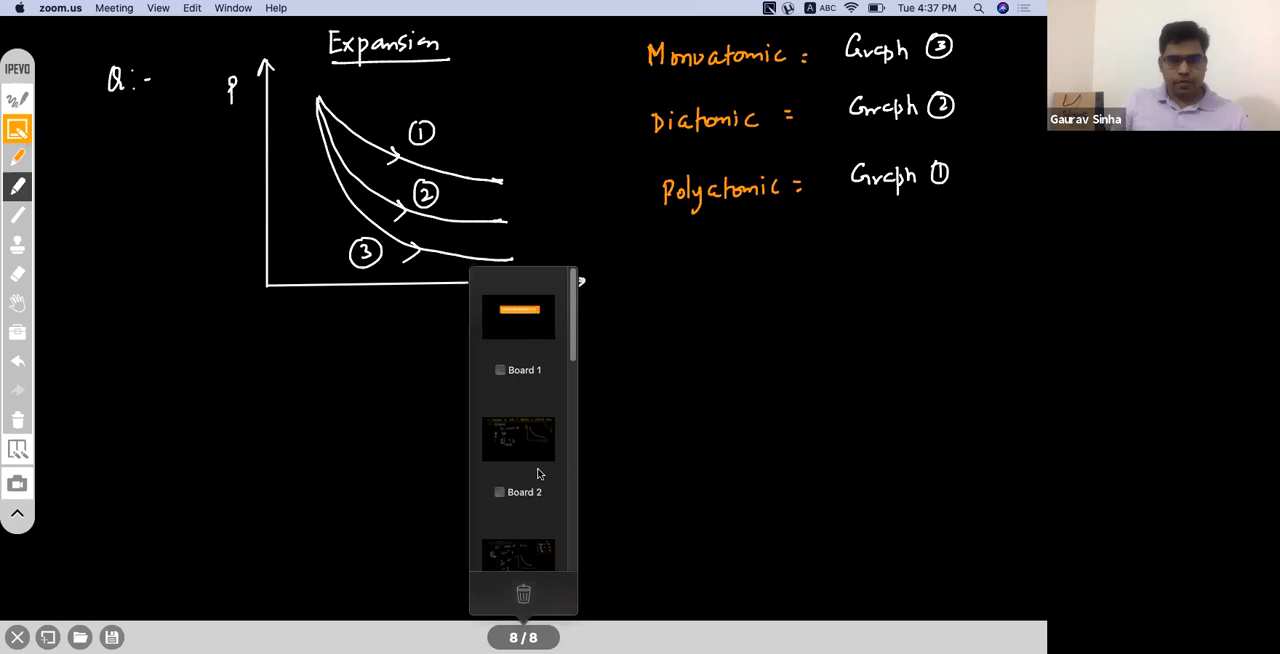 zoom.us Meeting View Edit Window Help
A ABC Tue 4:37 PM
IPEVO
Expansion
Q:-
P
①
②
③
Monoatomic = Graph ③
Diatomic = Graph ②
Polyatomic = Graph ①
Gaurav Sinha
Board 1
Board 2
8 / 8